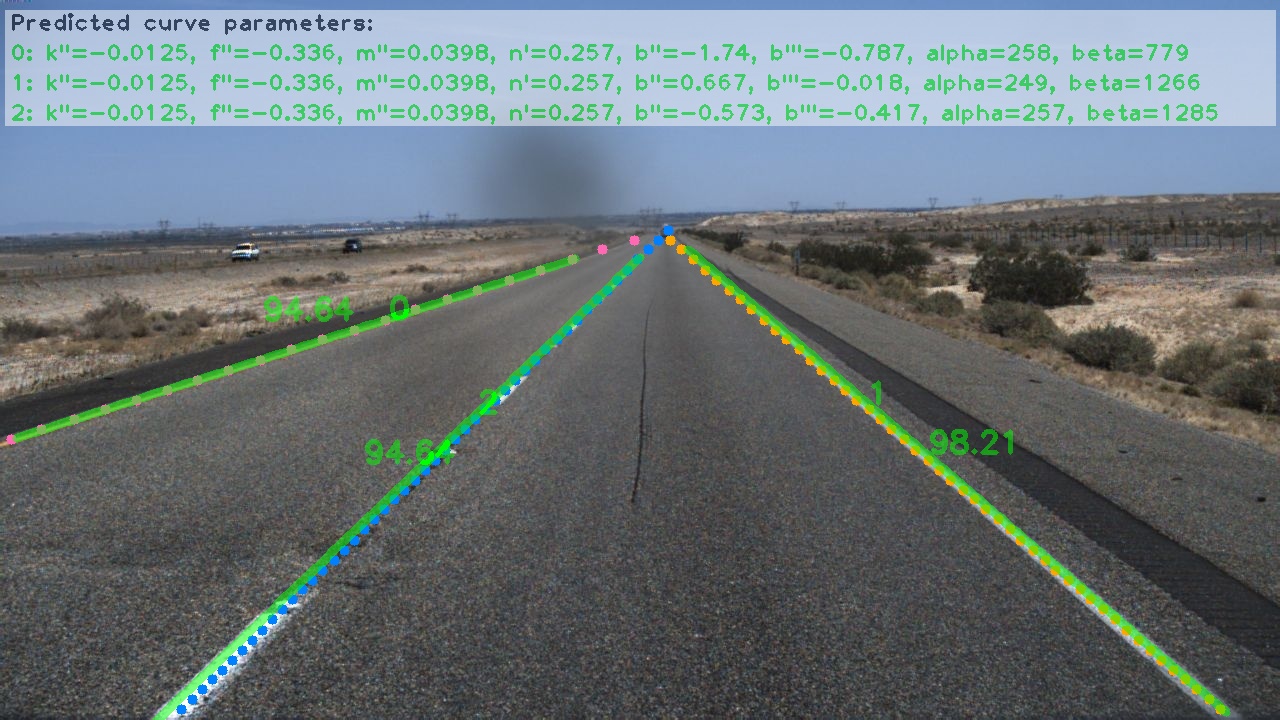 Predicted curve parameters:
0: k''=-0.0125, f''=-0.336, m''=0.0398, n'=0.257, b''=-1.74, b'''=-0.787, alpha=258, beta=779
1: k''=-0.0125, f''=-0.336, m''=0.0398, n'=0.257, b''=0.667, b'''=-0.018, alpha=249, beta=1266
2: k''=-0.0125, f''=-0.336, m''=0.0398, n'=0.257, b''=-0.573, b'''=-0.417, alpha=257, beta=1285
94.64 0
2 1
94.64 98.21